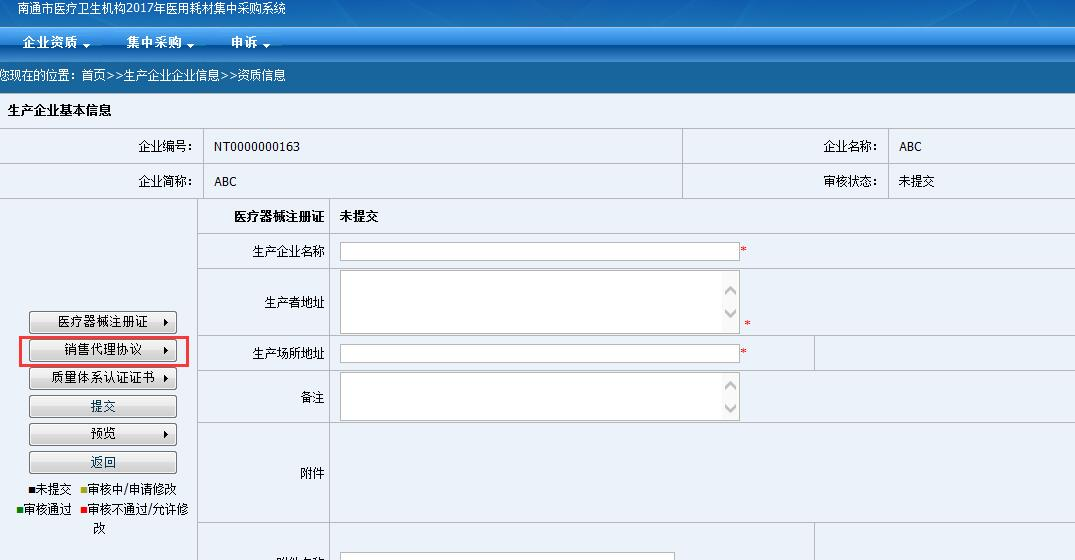 南通市医疗卫生机构2017年医用耗材集中采购系统
企业资质 集中采购 申诉
您现在的位置：首页>>生产企业企业信息>>资质信息
生产企业基本信息
企业编号： NT0000000163 企业名称： ABC
企业简称： ABC 审核状态： 未提交
医疗器械注册证 未提交
生产企业名称 *
生产者地址 *
医疗器械注册证
销售代理协议
生产场所地址 *
质量体系认证证书
备注
提交
预览
返回
附件
■未提交 ■审核中/申请修改
■审核通过 ■审核不通过/允许修
改
附件名称